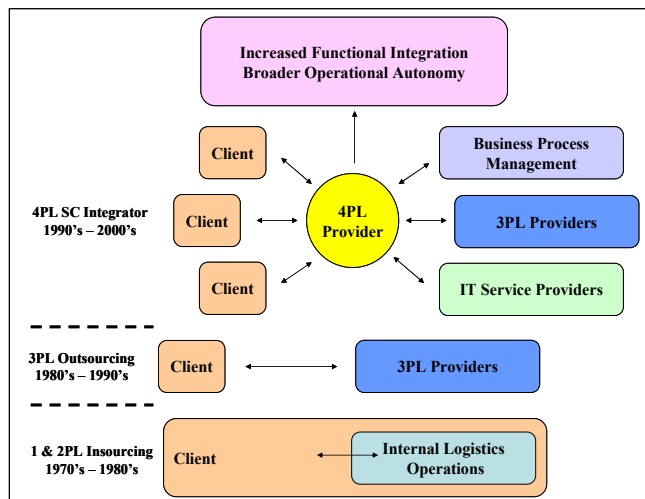 Increased Functional Integration
Broader Operational Autonomy
Client
Business Process
Management
4PL SC Integrator
1990's – 2000's
Client
4PL
Provider
3PL Providers
Client
IT Service Providers
3PL Outsourcing
1980's – 1990's
Client
3PL Providers
1 & 2PL Insourcing
1970's – 1980's
Client
Internal Logistics
Operations